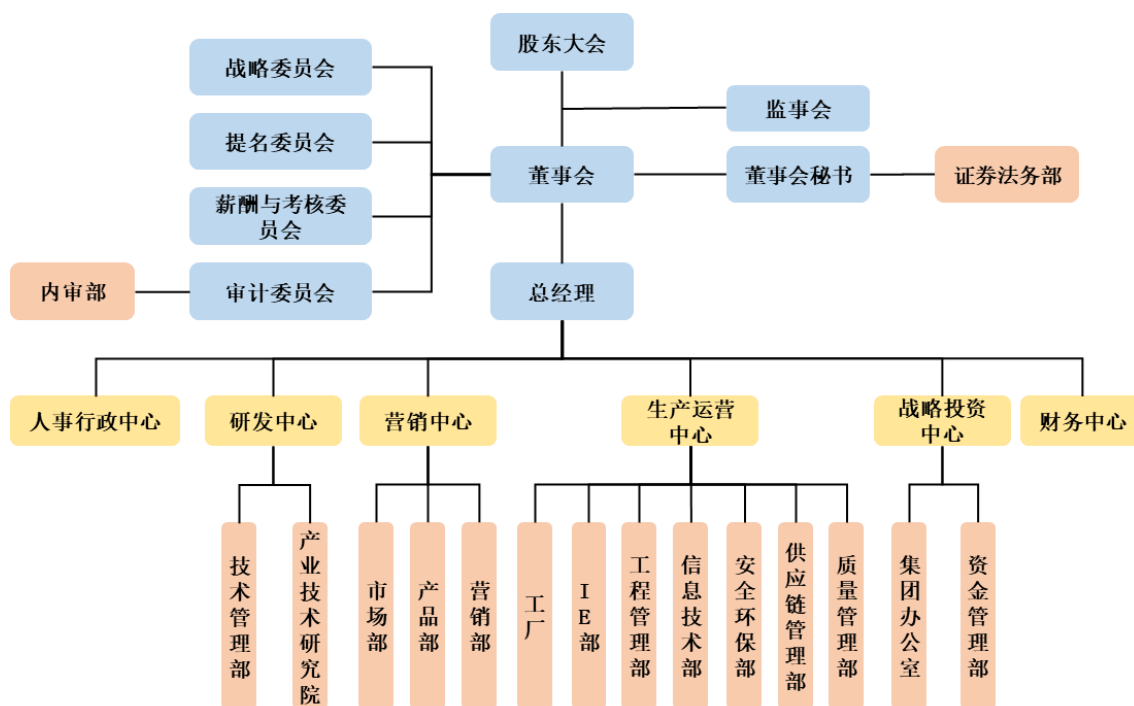 股东大会
战略委员会
监事会
提名委员会
董事会
董事会秘书
证券法务部
薪酬与考核委
员会
内审部
审计委员会
总经理
人事行政中心
研发中心
营销中心
生产运营
中心
战略投资
中心
财务中心
技术管理部
产业技术研究院
市场部
产品部
营销部
工厂
IE部
工程管理部
信息技术部
安全环保部
供应链管理部
质量管理部
集团办公室
资金管理部